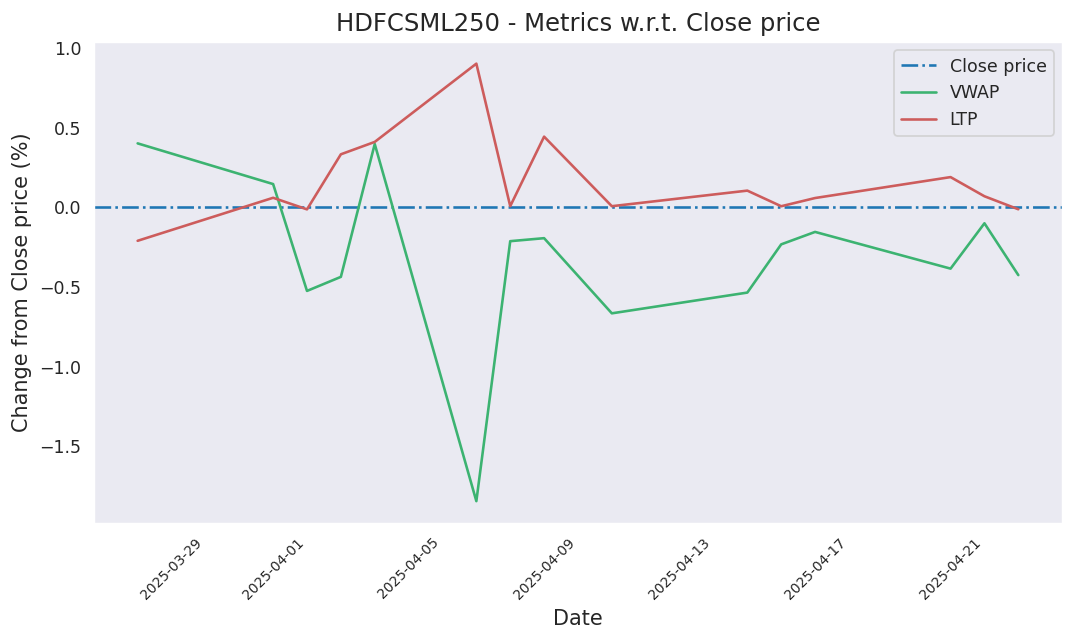 HDFCSML250 - Metrics w.r.t. Close price
Close price
VWAP
LTP
Change from Close price (%)
1.0
0.5
0.0
−0.5
−1.0
−1.5
2025-03-29
2025-04-01
2025-04-05
2025-04-09
2025-04-13
2025-04-17
2025-04-21
Date